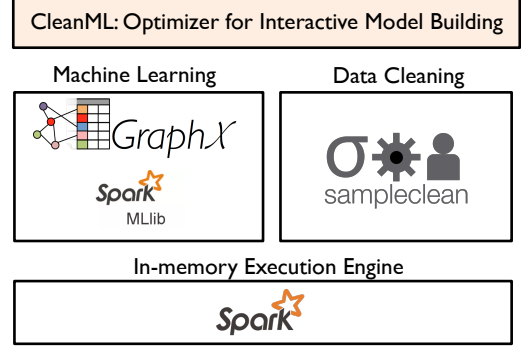 CleanML: Optimizer for Interactive Model Building
Machine Learning
Data Cleaning
GraphX
Spark
MLlib
σ
sampleclean
In-memory Execution Engine
Spark